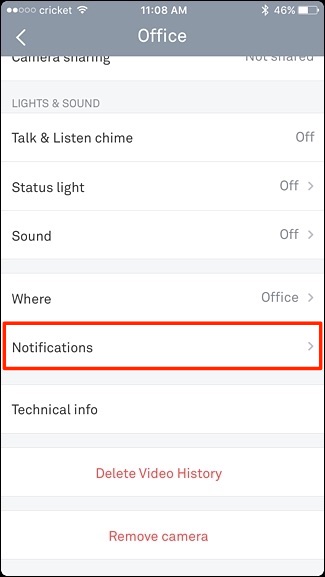 cricket 11:08 AM 46%
Office
Camera sharing Not shared
LIGHTS & SOUND
Talk & Listen chime Off
Status light Off
Sound Off
Where Office
Notifications
Technical info
Delete Video History
Remove camera